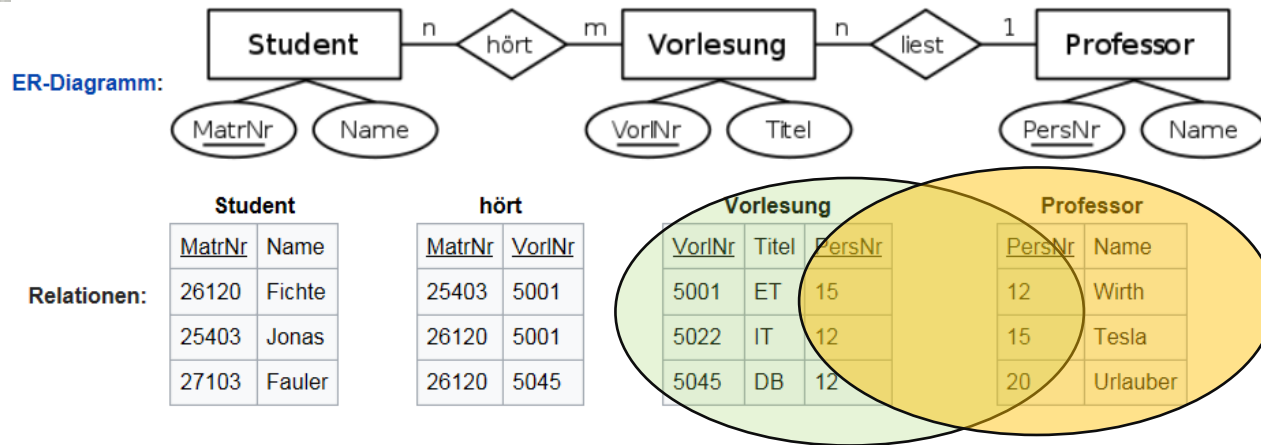 Student n hört m Vorlesung n liest 1 Professor
ER-Diagramm:
MatrNr Name VorlNr Titel PersNr Name
Student hört Vorlesung Professor
MatrNr Name MatrNr VorlNr VorlNr Titel PersNr PersNr Name
Relationen:
26120 Fichte 25403 5001 5001 ET 15 12 Wirth
25403 Jonas 26120 5001 5022 IT 12 15 Tesla
27103 Fauler 26120 5045 5045 DB 12 20 Urlauber